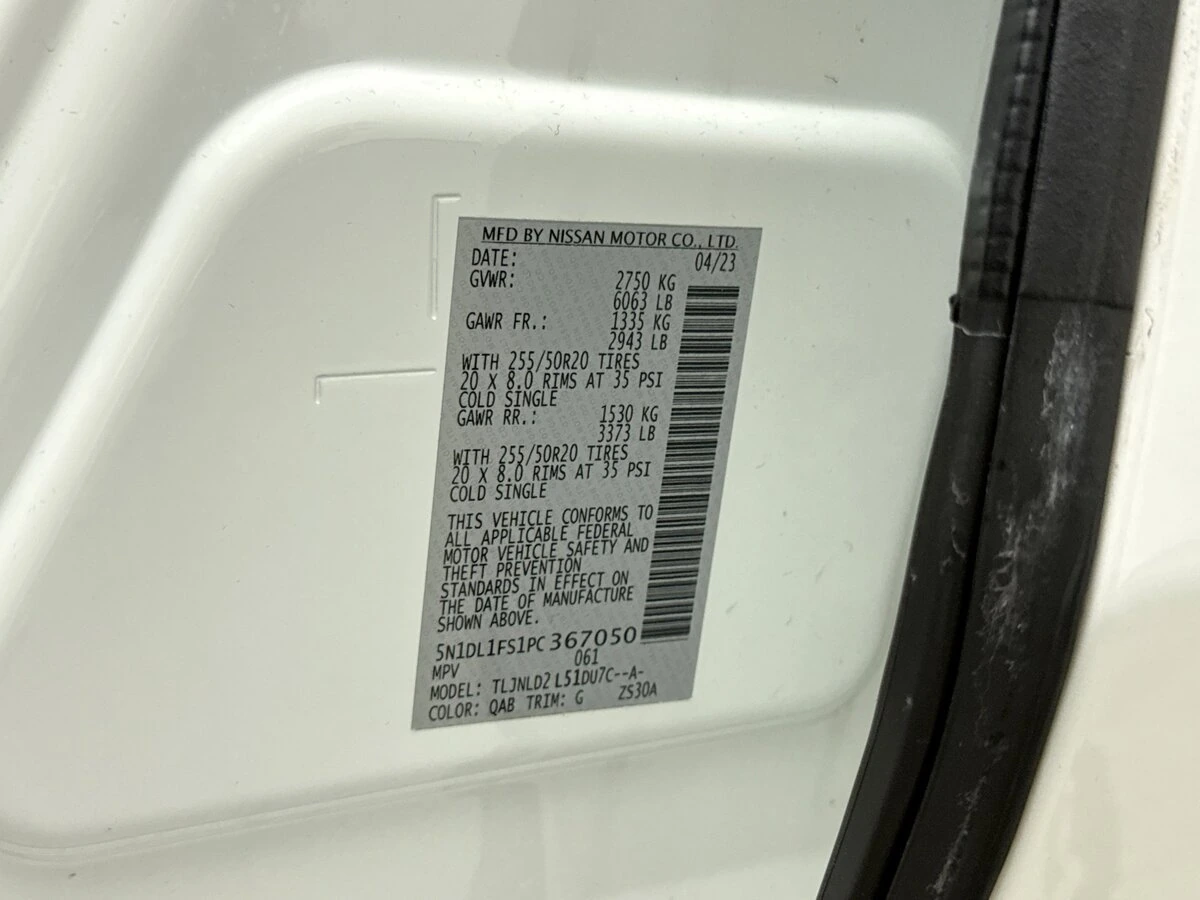 MFD BY NISSAN MOTOR CO., LTD.
DATE: 04/23
GVWR: 2750 KG
6063 LB
GAWR FR.: 1335 KG
2943 LB
WITH 255/50R20 TIRES
20 X 8.0 RIMS AT 35 PSI
COLD SINGLE
GAWR RR.: 1530 KG
3373 LB
WITH 255/50R20 TIRES
20 X 8.0 RIMS AT 35 PSI
COLD SINGLE
THIS VEHICLE CONFORMS TO
ALL APPLICABLE FEDERAL
MOTOR VEHICLE SAFETY AND
THEFT PREVENTION
STANDARDS IN EFFECT ON
THE DATE OF MANUFACTURE
SHOWN ABOVE.
5N1DL1FS1PC367050
MPV 061
MODEL: TLJNLD2 L51DU7C--A-
COLOR: QAB TRIM: G ZS30A